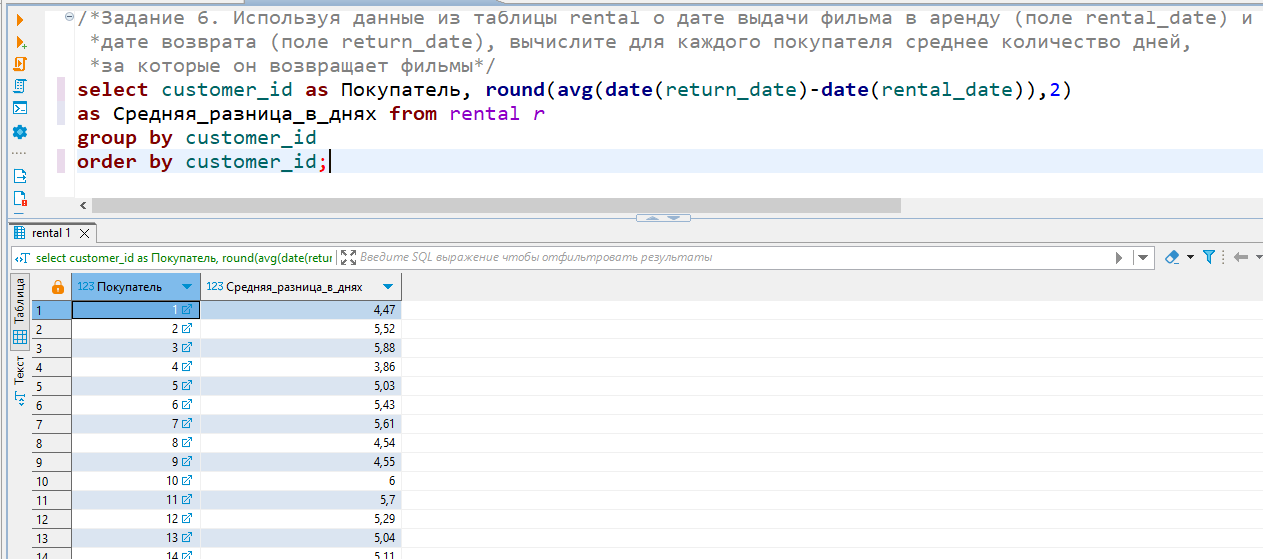 /*Задание 6. Используя данные из таблицы rental о дате выдачи фильма в аренду (поле rental_date) и
*дате возврата (поле return_date), вычислите для каждого покупателя среднее количество дней,
*за которые он возвращает фильмы*/
select customer_id as Покупатель, round(avg(date(return_date)-date(rental_date)),2)
as Средняя_разница_в_днях from rental r
group by customer_id
order by customer_id;
rental 1
select customer_id as Покупатель, round(avg(date(retur
Введите SQL выражение чтобы отфильтровать результаты
Таблица
Текст
123 Покупатель 123 Средняя_разница_в_днях
1 1 4,47
2 2 5,52
3 3 5,88
4 4 3,86
5 5 5,03
6 6 5,43
7 7 5,61
8 8 4,54
9 9 4,55
10 10 6
11 11 5,7
12 12 5,29
13 13 5,04
14 14 5,11